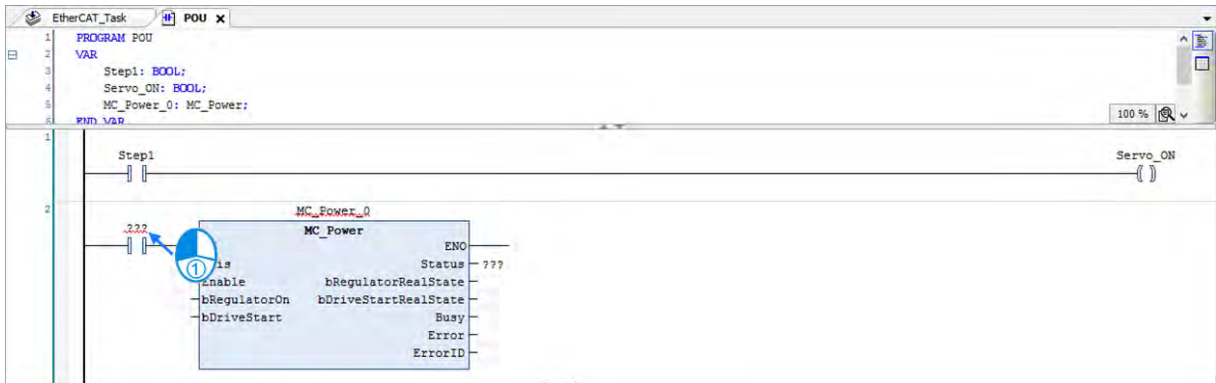 EtherCAT_Task POU X
1 PROGRAM POU
2 VAR
3 Step1: BOOL;
4 Servo_ON: BOOL;
5 MC_Power_0: MC_Power;
6 END_VAR
100 %
1
Step1 Servo_ON
2
MC_Power_0
??? MC_Power
ENO
Status ???
Enable bRegulatorRealState
bRegulatorOn bDriveStartRealState
bDriveStart Busy
Error
ErrorID
1